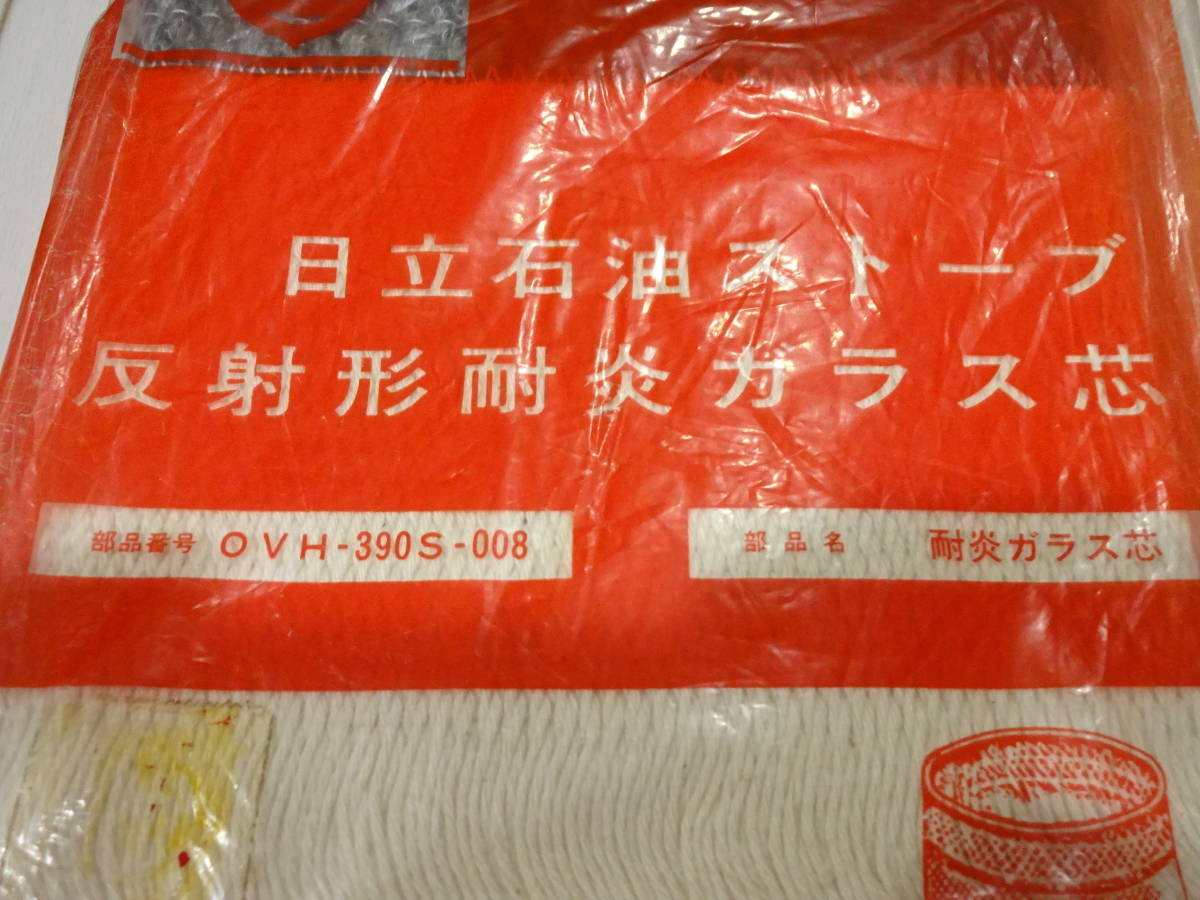 日立石油ストーブ
反射形耐炎ガラス芯
部品番号 OVH-390S-008
部品名 耐炎ガラス芯